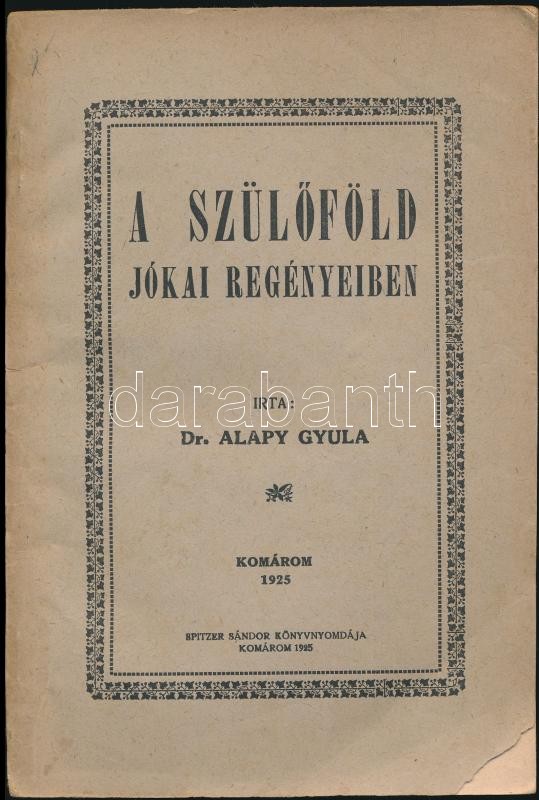 A SZÜLŐFÖLD
JÓKAI REGÉNYEIBEN
IRTA:
darabanth
Dr. ALAPY GYULA
KOMÁROM
1925
SPITZER SÁNDOR KÖNYVNYOMDÁJA
KOMÁROM 1925